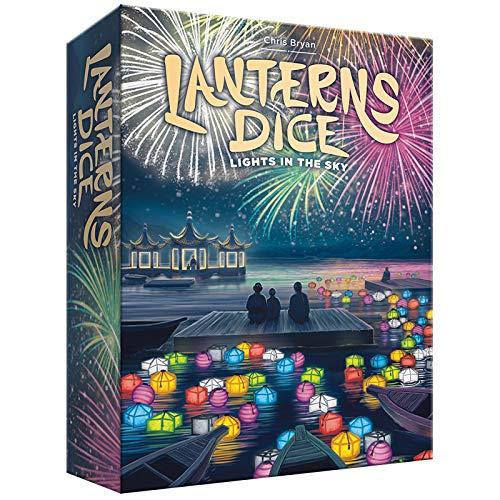 Chris Bryan
LANTERNS
DICE
LIGHTS IN THE SKY
LANTERNS
DICE
LIGHTS IN THE SKY